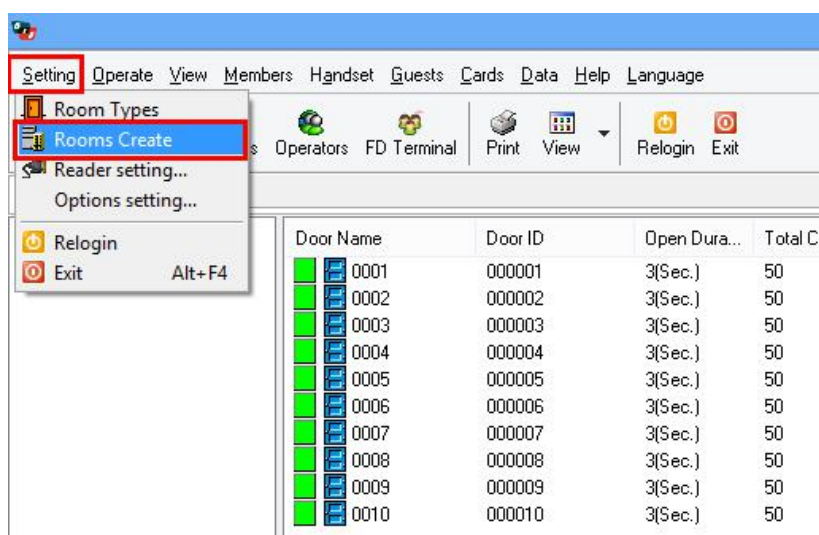 Setting Operate View Members Handset Guests Cards Data Help Language
Room Types
Rooms Create
Reader setting...
Options setting...
Relogin
Exit Alt+F4
s Operators FD Terminal Print View Relogin Exit
Door Name Door ID Open Dura... Total C
0001 000001 3(Sec.) 50
0002 000002 3(Sec.) 50
0003 000003 3(Sec.) 50
0004 000004 3(Sec.) 50
0005 000005 3(Sec.) 50
0006 000006 3(Sec.) 50
0007 000007 3(Sec.) 50
0008 000008 3(Sec.) 50
0009 000009 3(Sec.) 50
0010 000010 3(Sec.) 50